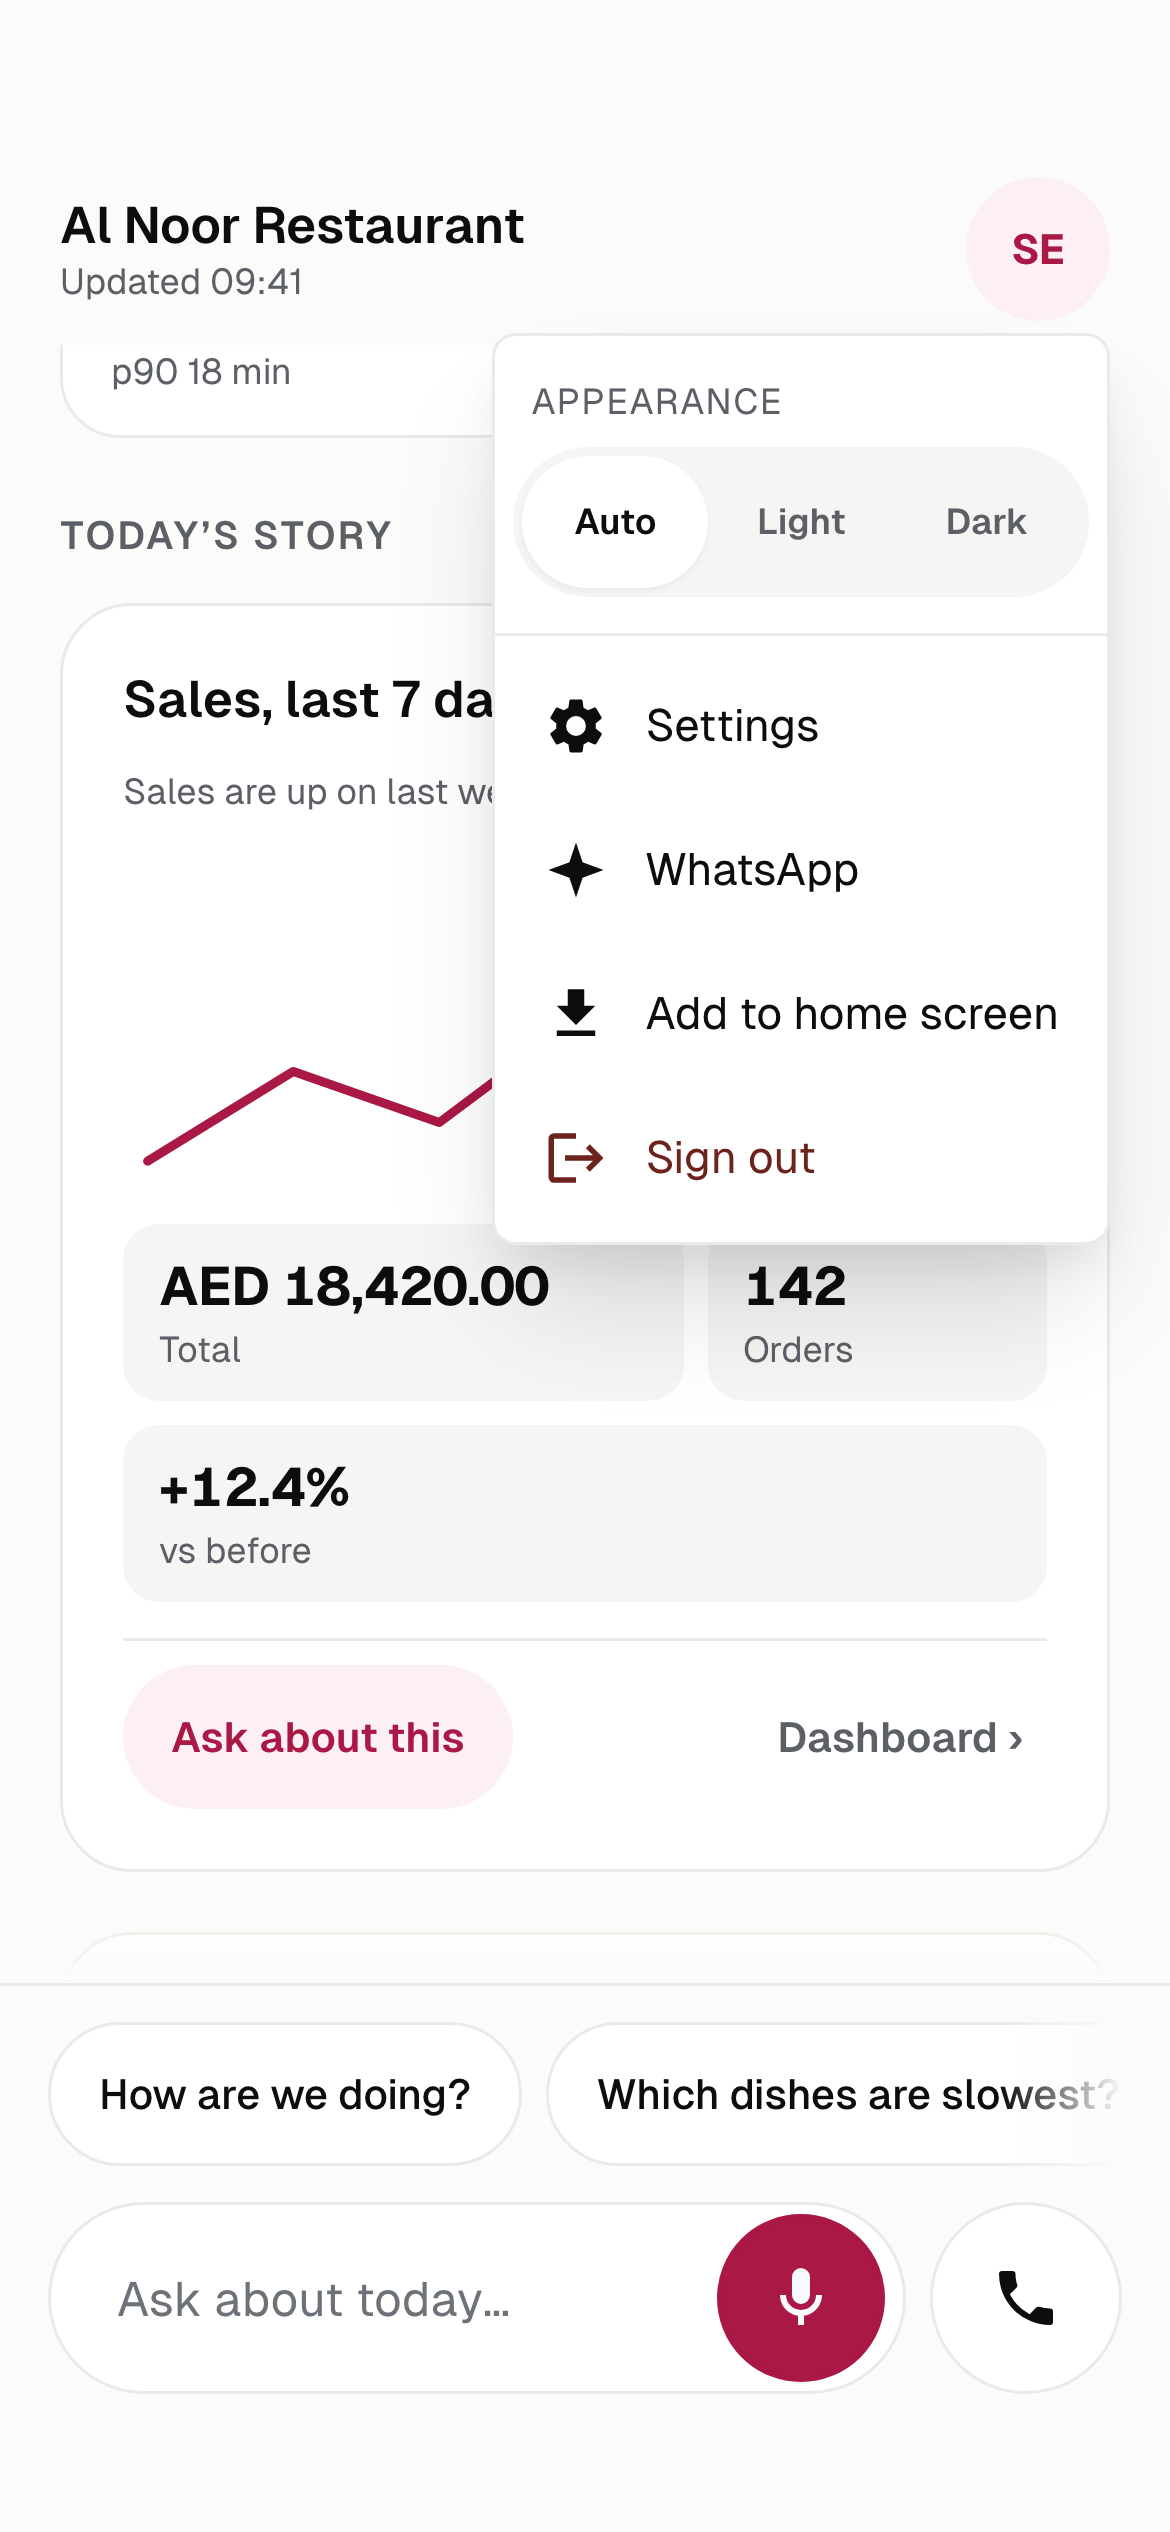 Al Noor Restaurant
Updated 09:41
SE
p90 18 min
APPEARANCE
Auto
Light
Dark
TODAY’S STORY
Settings
Sales, last 7 da
Sales are up on last we
WhatsApp
Add to home screen
Sign out
AED 18,420.00
Total
142
Orders
+12.4%
vs before
Ask about this
Dashboard ›
How are we doing?
Which dishes are slowest?
Ask about today…